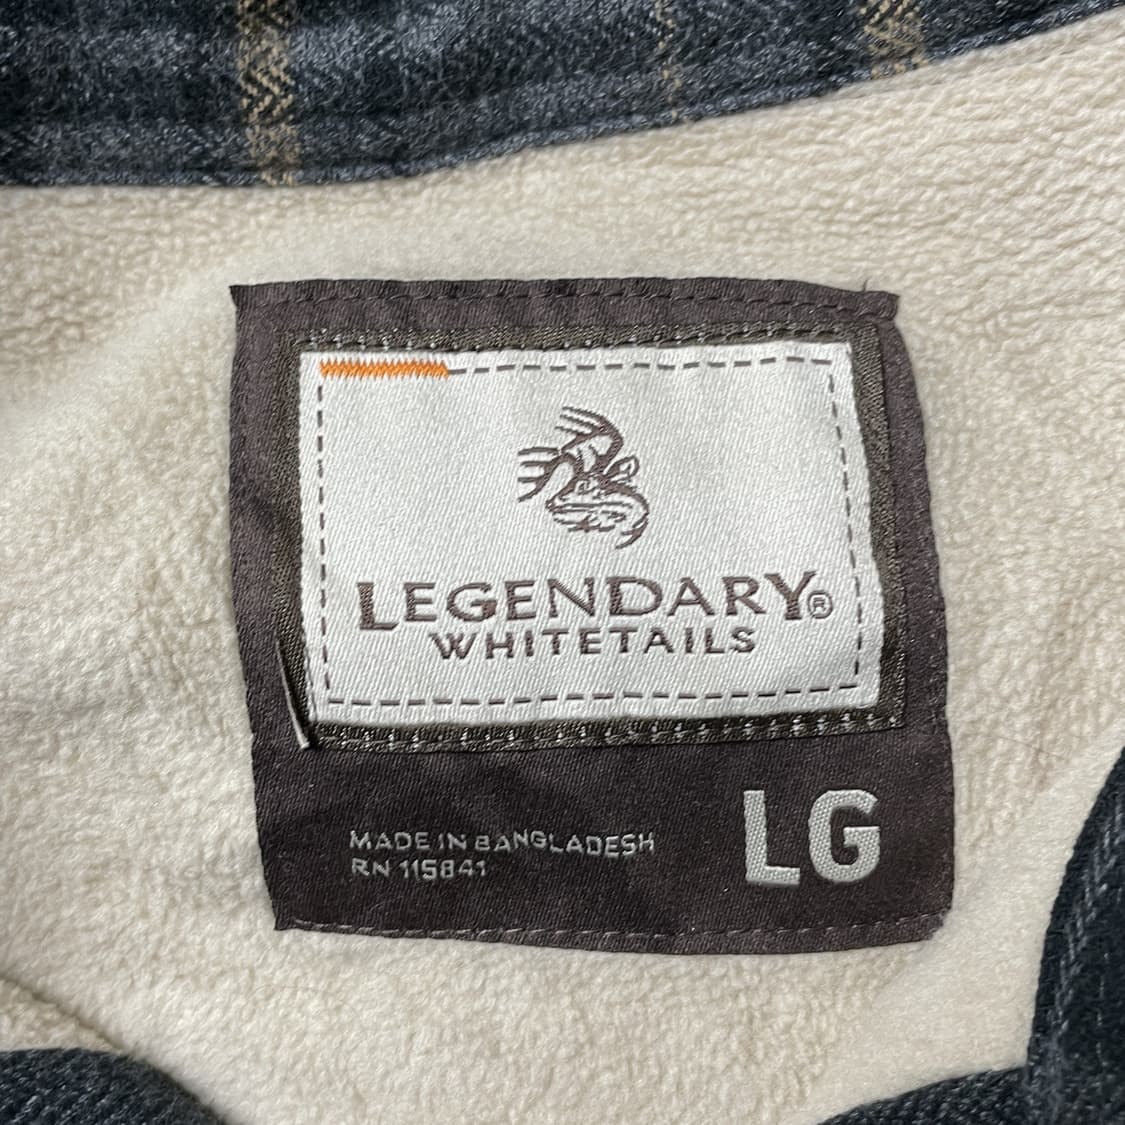 LEGENDARY®
WHITETAILS
MADE IN BANGLADESH
RN 115841
LG